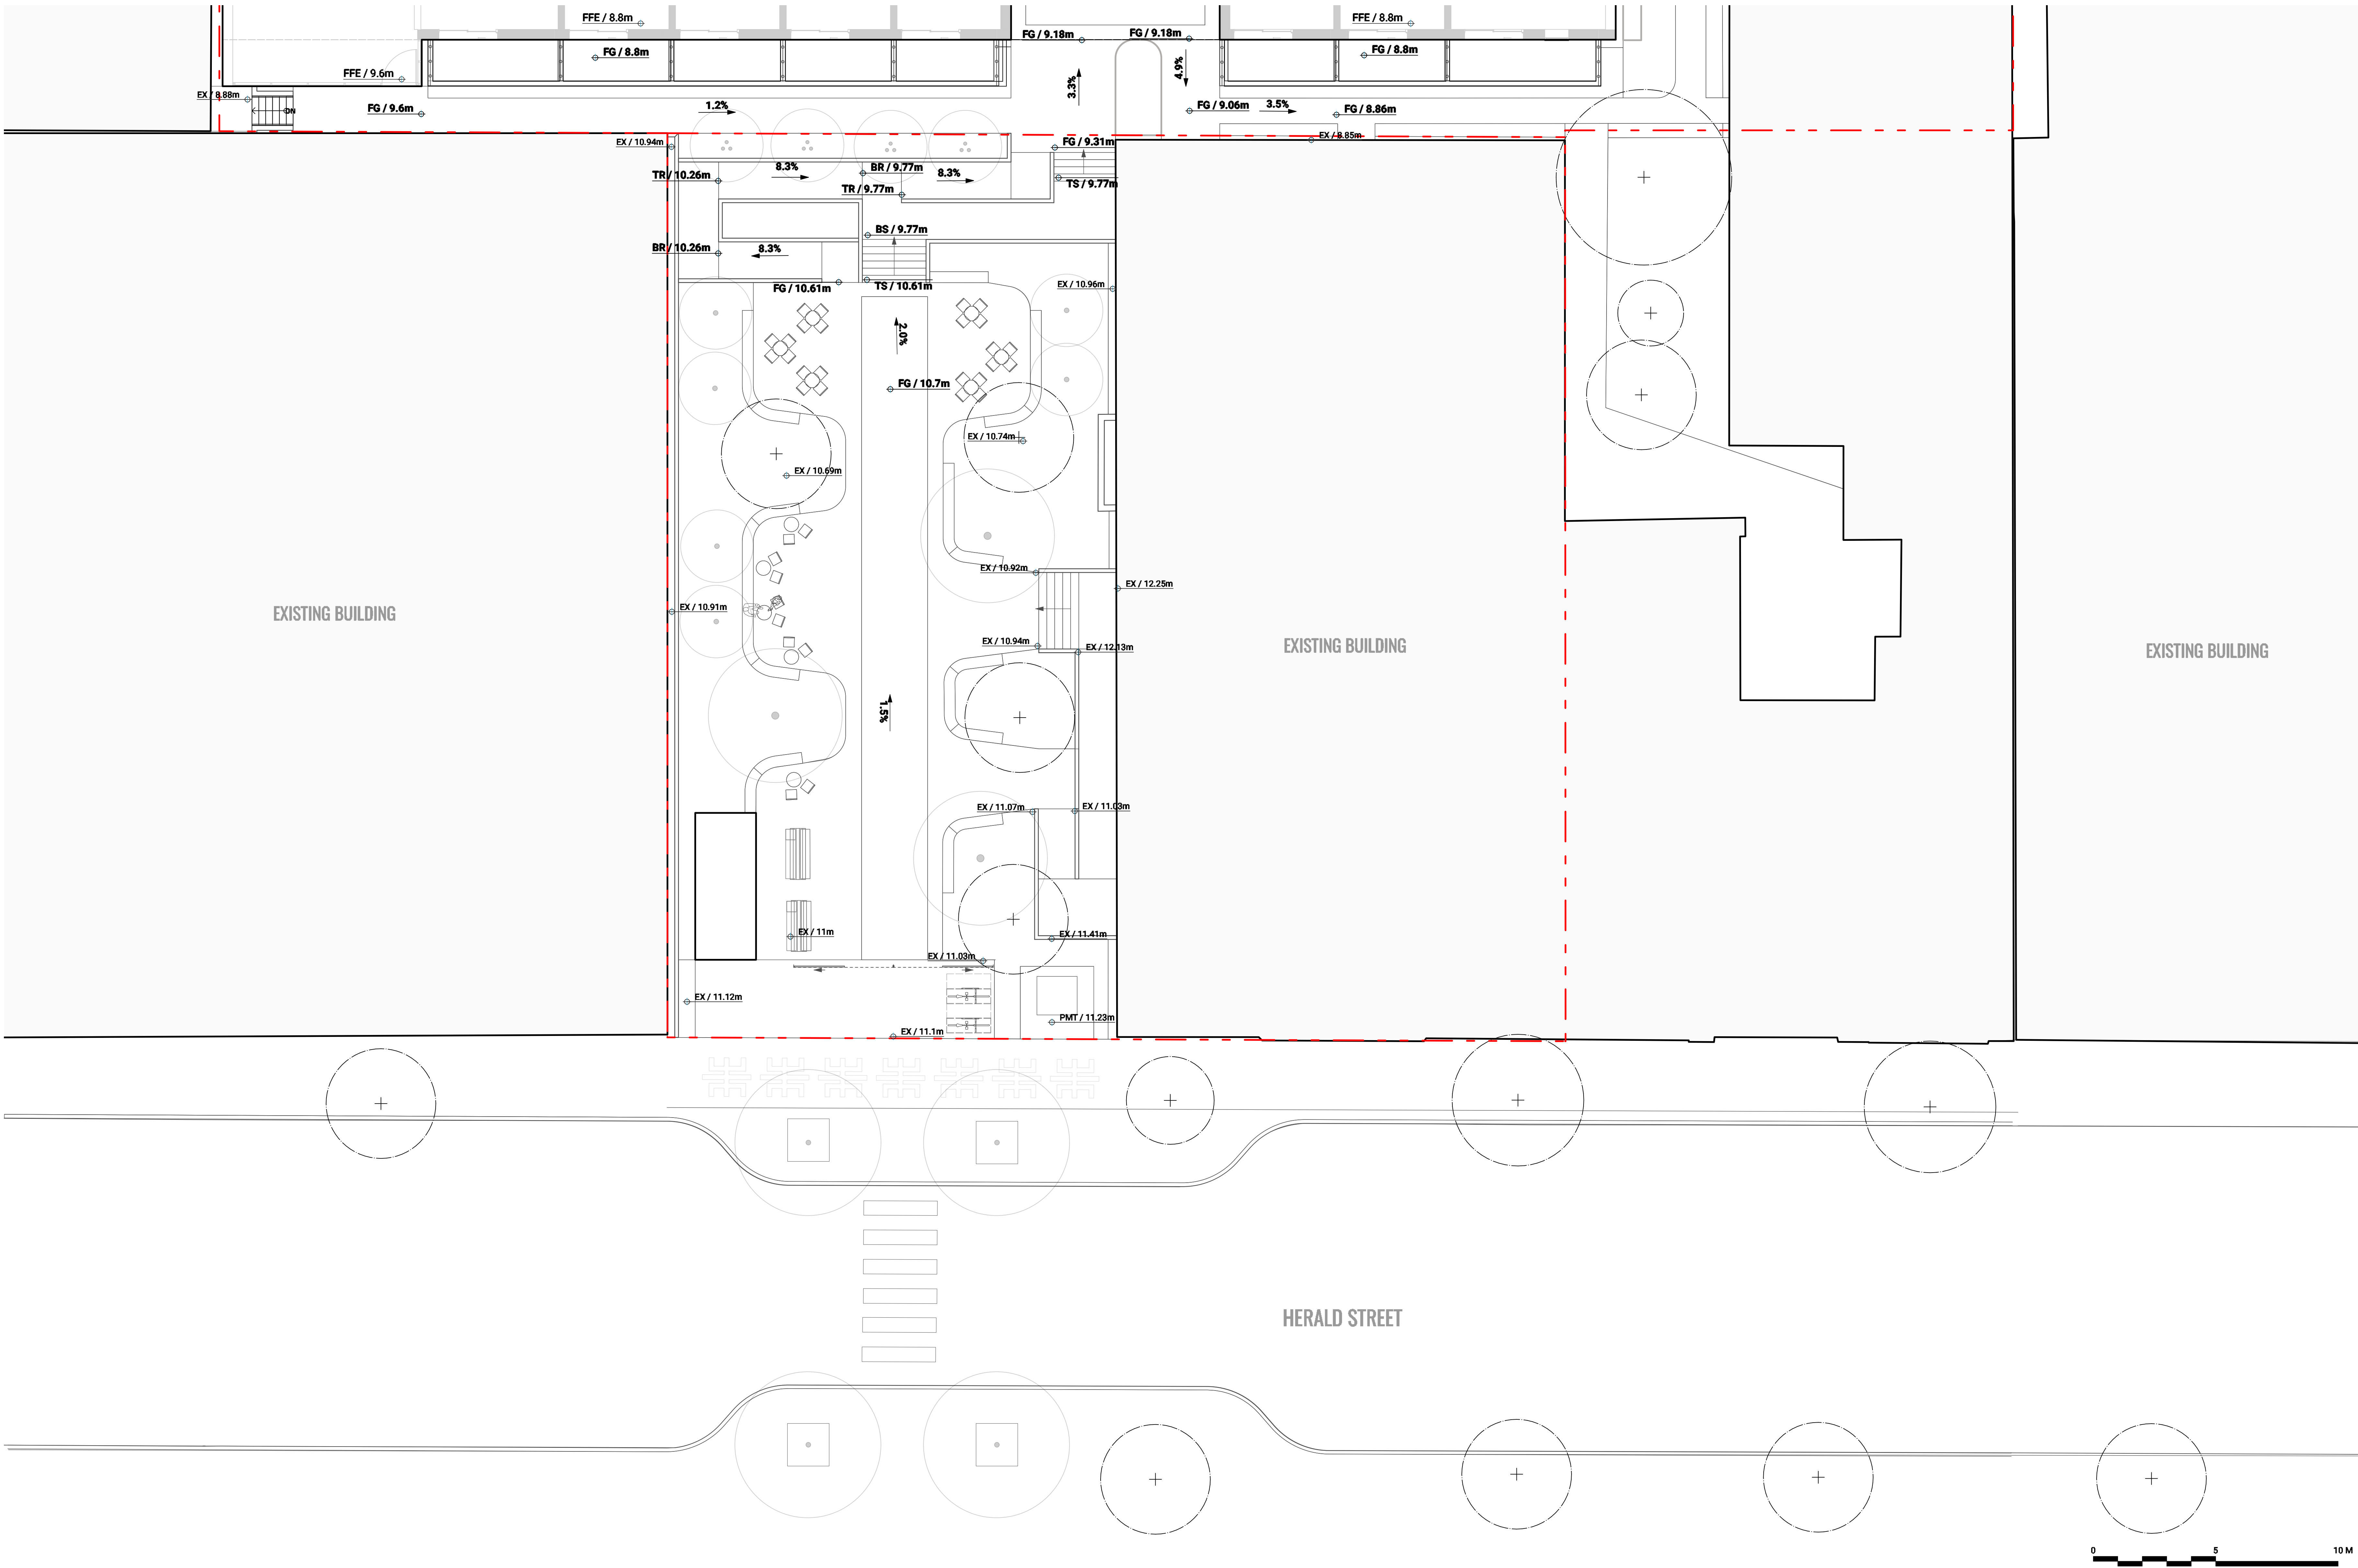 FFE / 8.8m
FFE / 8.8m
FG / 9.18m
FG / 9.18m
FG / 8.8m
FG / 8.8m
FFE / 9.6m
4.9%
3.3%
EX / 8.88m
DN
FG / 9.6m
1.2%
FG / 9.06m
3.5%
FG / 8.86m
EX / 8.85m
EX / 10.94m
FG / 9.31m
8.3%
BR / 9.77m
8.3%
TR / 10.26m
TS / 9.77m
TR / 9.77m
BS / 9.77m
BR / 10.26m
8.3%
FG / 10.61m
TS / 10.61m
EX / 10.96m
2.0%
FG / 10.7m
EX / 10.74m
EX / 10.69m
EX / 10.92m
EX / 12.25m
EX / 10.91m
EXISTING BUILDING
EX / 10.94m
EX / 12.13m
EXISTING BUILDING
EXISTING BUILDING
1.5%
EX / 11.07m
EX / 11.03m
EX / 11m
EX / 11.41m
EX / 11.03m
EX / 11.12m
PMT / 11.23m
EX / 11.1m
HERALD STREET
0 5 10 M